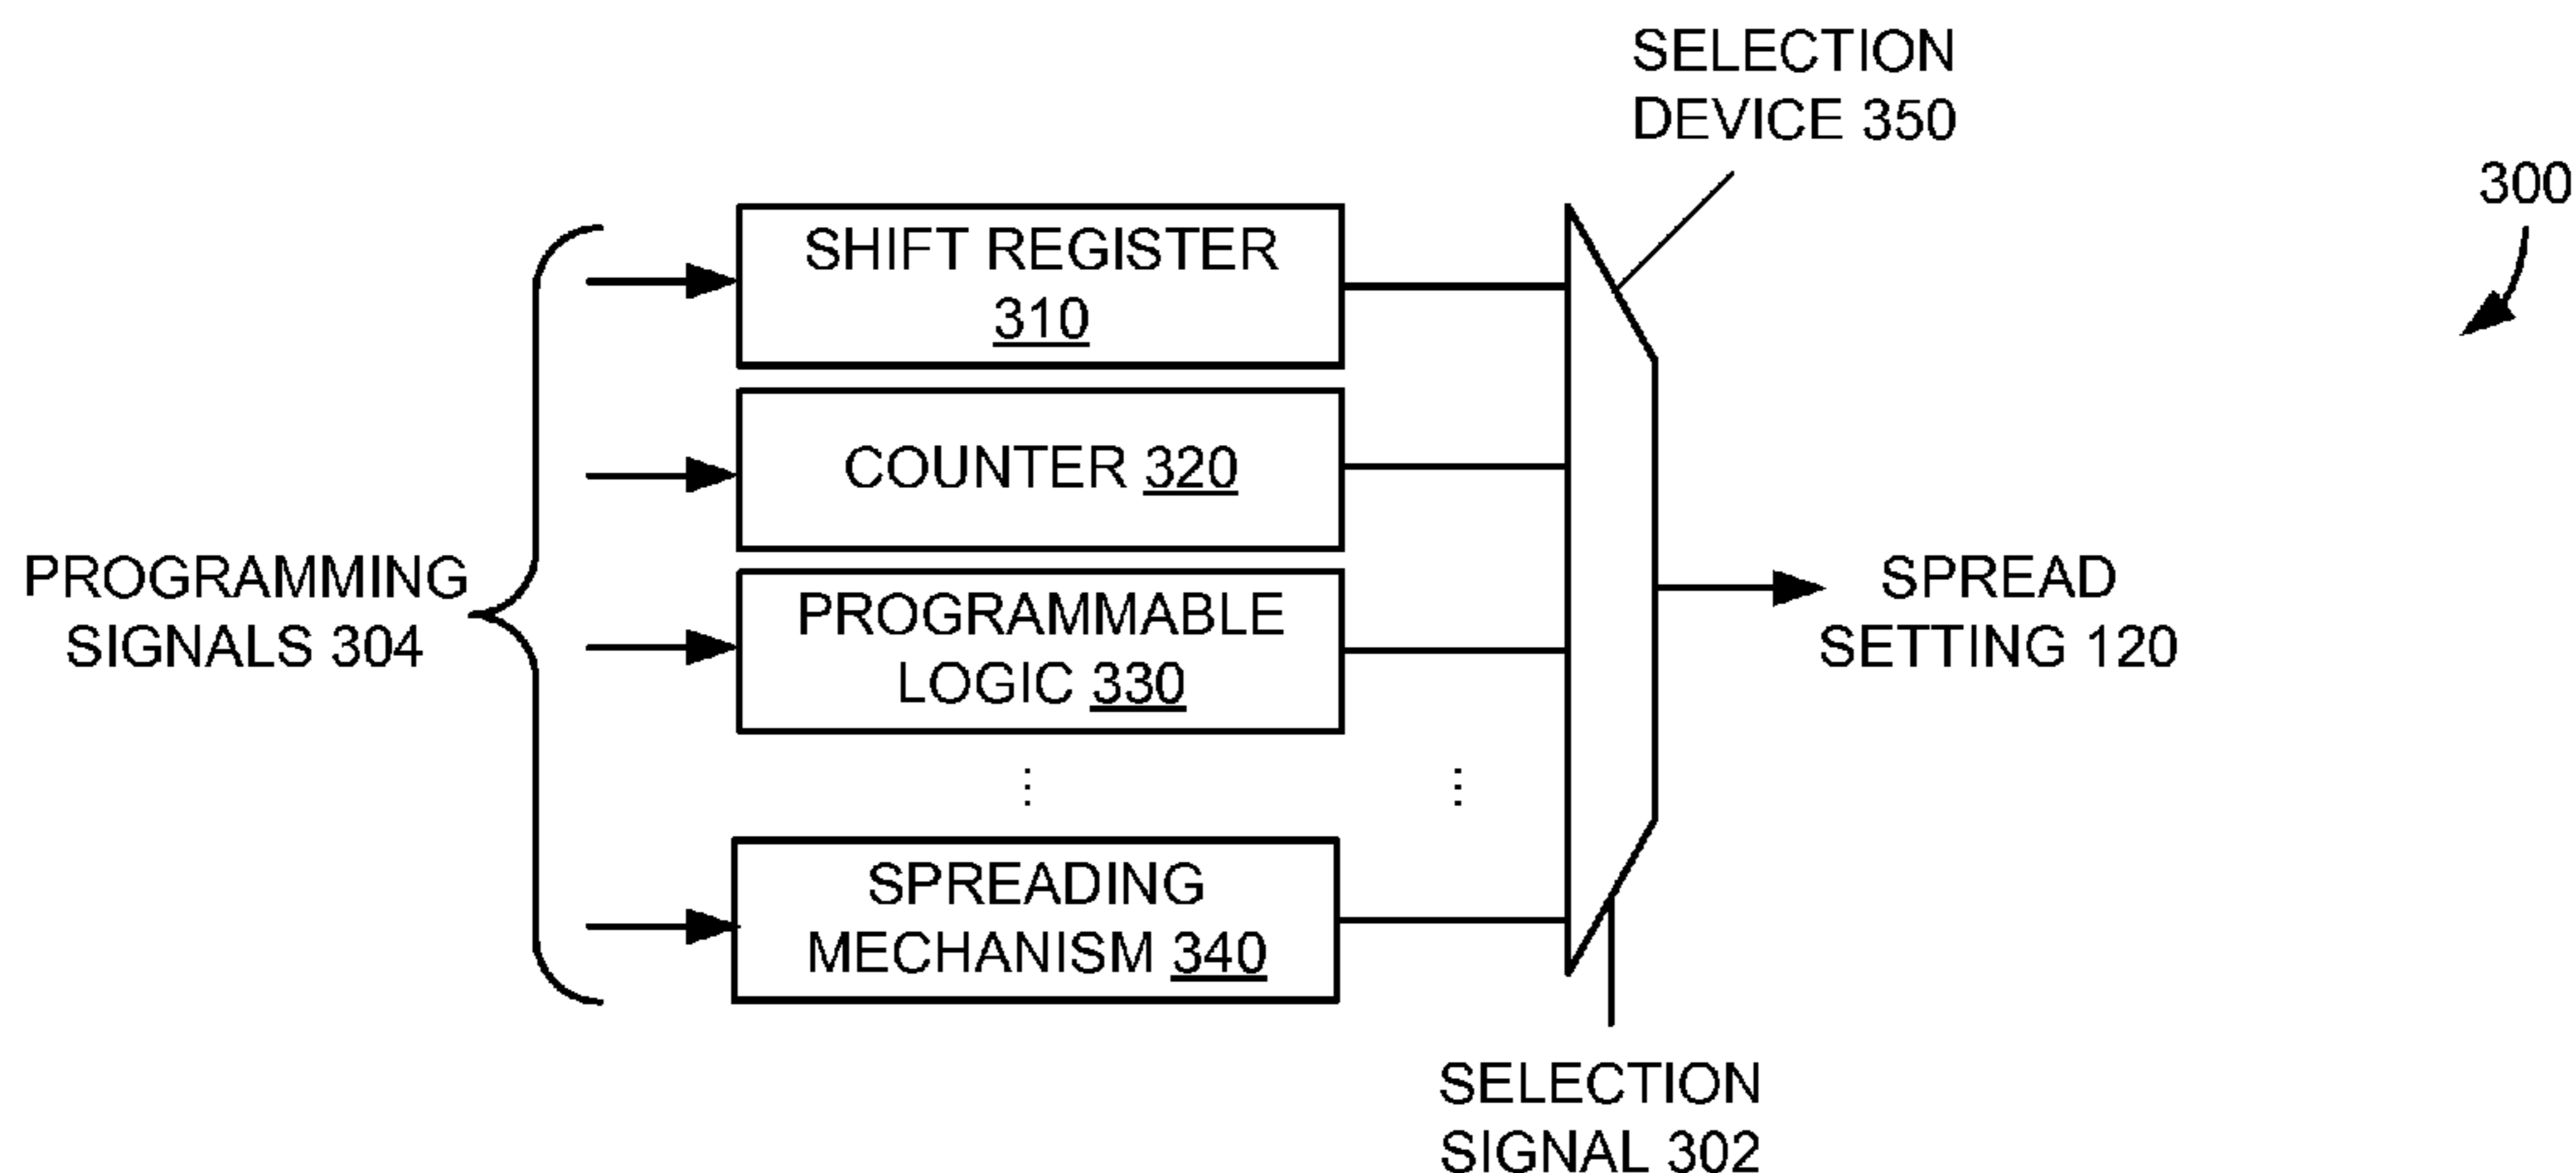 SELECTION
DEVICE 350
300
SHIFT REGISTER
310
COUNTER 320
PROGRAMMING
SIGNALS 304
PROGRAMMABLE
LOGIC 330
SPREAD
SETTING 120
SPREADING
MECHANISM 340
SELECTION
SIGNAL 302